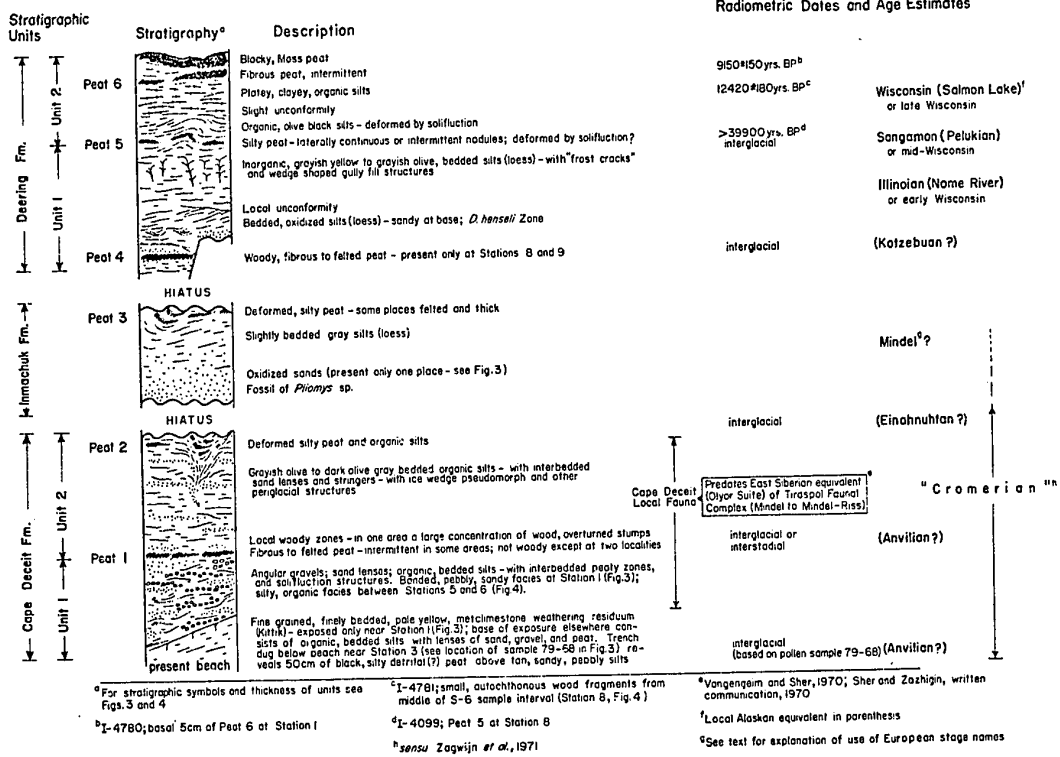 Radiometric Dates and Age Estimates
Stratigraphic
Units
Stratigraphyᵃ
Description
Deering Fm.
Unit 2
Unit 1
Peat 6
Peat 5
Peat 4
Blocky, Moss peat
Fibrous peat, intermittent
Platey, clayey, organic silts
Slight unconformity
Organic, olive black silts - deformed by solifluction
Silty peat - laterally continuous or intermittent nodules; deformed by solifluction?
Inorganic, grayish yellow to grayish olive, bedded silts (loess) - with "frost cracks"
and wedge shaped gully fill structures
Local unconformity
Bedded, oxidized silts (loess) - sandy at base; D. henseli Zone
Woody, fibrous to felted peat - present only at Stations 8 and 9
9150±150 yrs. BPᵇ
12420±180 yrs. BPᶜ
>39900 yrs. BPᵈ
interglacial
interglacial
Wisconsin (Salmon Lake)ᶠ
or late Wisconsin
Sangamon (Pelukian)
or mid-Wisconsin
Illinoian (Nome River)
or early Wisconsin
(Kotzebuan ?)
HIATUS
Inmachuk Fm.
Peat 3
Deformed, silty peat - some places felted and thick
Slightly bedded gray silts (loess)
Oxidized sands (present only one place - see Fig. 3)
Fossil of Pliomys sp.
Mindelᵍ?
HIATUS
interglacial
(Einahnuhtan ?)
Cape Deceit Fm.
Unit 2
Unit 1
Peat 2
Peat 1
Deformed silty peat and organic silts
Grayish olive to dark olive gray bedded organic silts - with interbedded
sand lenses and stringers - with ice wedge pseudomorph and other
periglacial structures
Local woody zones - in one area a large concentration of wood, overturned stumps
Fibrous to felted peat - intermittent in some areas; not woody except at two localities
Angular gravels; sand lensas; organic, bedded silts - with interbedded peaty zones,
and solifluction structures. Bonded, pebbly, sandy facies at Station 1 (Fig. 3);
silty, organic facies between Stations 5 and 6 (Fig. 4).
Fine grained, finely bedded, pale yellow, metclimestone weathering residuum
(Kittik) - exposed only near Station 1 (Fig. 3); base of exposure elsewhere con-
sists of organic, bedded silts with lenses of sand, gravel, and peat. Trench
dug below beach near Station 3 (see location of sample 79-68 in Fig. 3) re-
veals 50cm of black, silty detrital (?) peat above tan, sandy, pebbly silts
present beach
Cape Deceit
Local Fauna
Predates East Siberian equivalent
(Olyor Suite) of Tiraspol Faunal
Complex (Mindel to Mindel-Riss)
ᵉ
interglacial or
interstadial
(Anvilian ?)
interglacial
(based on pollen sample 79-68)
(Anvilian ?)
"Cromerian"ʰ
ᵃFor stratigraphic symbols and thickness of units see
Figs. 3 and 4
ᵇI-4780; basal 5cm of Peat 6 at Station 1
ᶜI-4781; small, autochthonous wood fragments from
middle of S-6 sample interval (Station 8, Fig. 4)
ᵈI-4099; Peat 5 at Station 8
ʰsensu Zagwijn et al., 1971
ᵉVangengeim and Sher, 1970; Sher and Zazhigin, written
communication, 1970
ᶠLocal Alaskan equivalent in parenthesis
ᵍSee text for explanation of use of European stage names